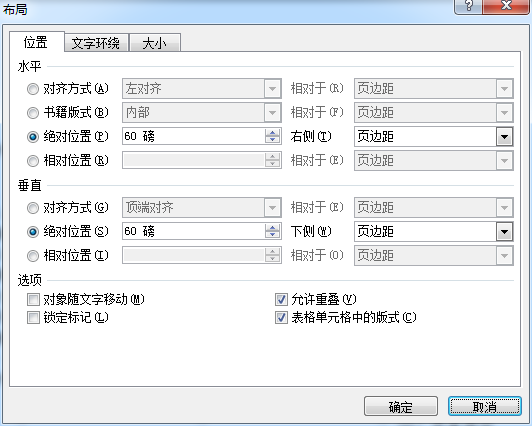 布局
位置 文字环绕 大小
水平
对齐方式(A) 左对齐 相对于(R) 页边距
书籍版式(B) 内部 相对于(F) 页边距
绝对位置(P) 60 磅 右侧(T) 页边距
相对位置(R) 相对于(E) 页边距
垂直
对齐方式(G) 顶端对齐 相对于(E) 页边距
绝对位置(S) 60 磅 下侧(W) 页边距
相对位置(I) 相对于(O) 页边距
选项
对象随文字移动(M) 允许重叠(V)
锁定标记(L) 表格单元格中的版式(C)
确定 取消